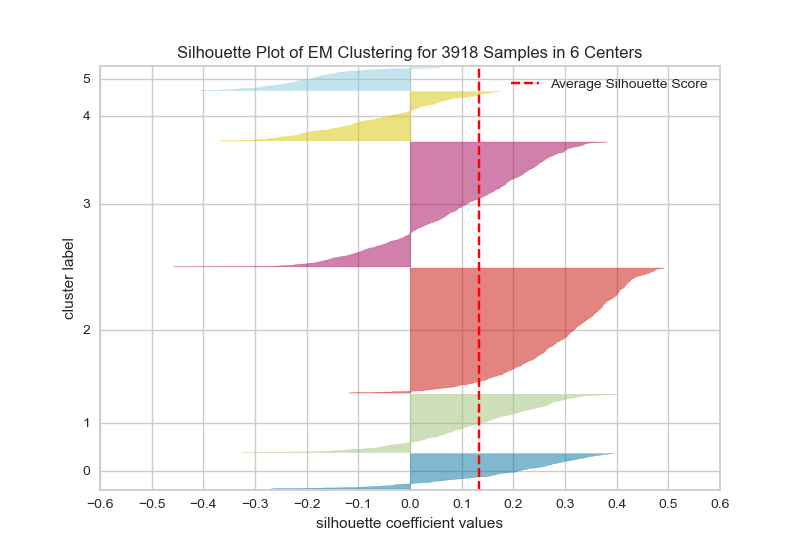 Silhouette Plot of EM Clustering for 3918 Samples in 6 Centers
Average Silhouette Score
5
4
3
2
1
0
cluster label
−0.6 −0.5 −0.4 −0.3 −0.2 −0.1 0.0 0.1 0.2 0.3 0.4 0.5 0.6
silhouette coefficient values